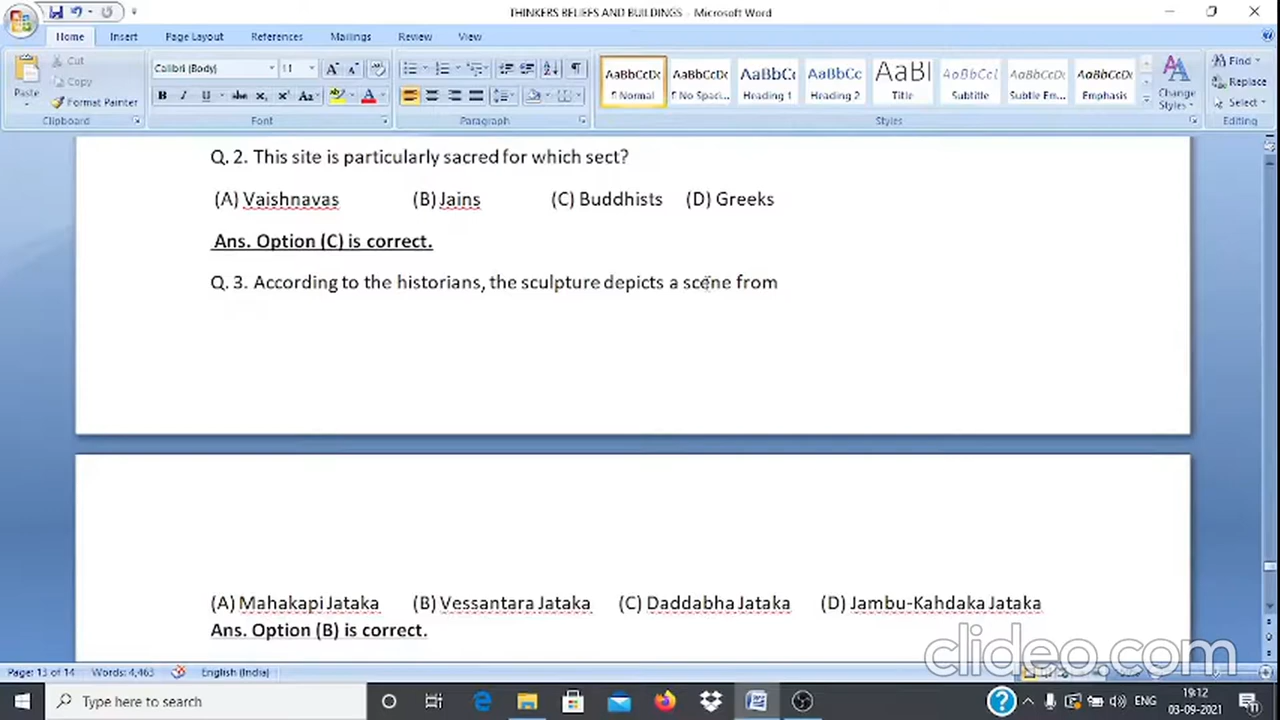 THINKERS BELIEFS AND BUILDINGS - Microsoft Word
Home Insert Page Layout References Mailings Review View
Paste
Cut
Copy
Format Painter
Clipboard
Calibri (Body) 11
Font
Paragraph
AaBbCcDc AaBbCcDc AaBbCc AaBbCc AaBl AaBbCcl AaBbCcDc AaBbCcDc
¶ Normal ¶ No Spaci... Heading 1 Heading 2 Title Subtitle Subtle Em... Emphasis
Change Styles
Styles
Find
Replace
Select
Editing
Q. 2. This site is particularly sacred for which sect?
(A) Vaishnavas (B) Jains (C) Buddhists (D) Greeks
Ans. Option (C) is correct.
Q. 3. According to the historians, the sculpture depicts a scene from
(A) Mahakapi Jataka (B) Vessantara Jataka (C) Daddabha Jataka (D) Jambu-Kahdaka Jataka
Ans. Option (B) is correct.
clideo.com
Page: 13 of 14 Words: 4,463 English (India)
Type here to search
ENG
19:12
03-09-2021